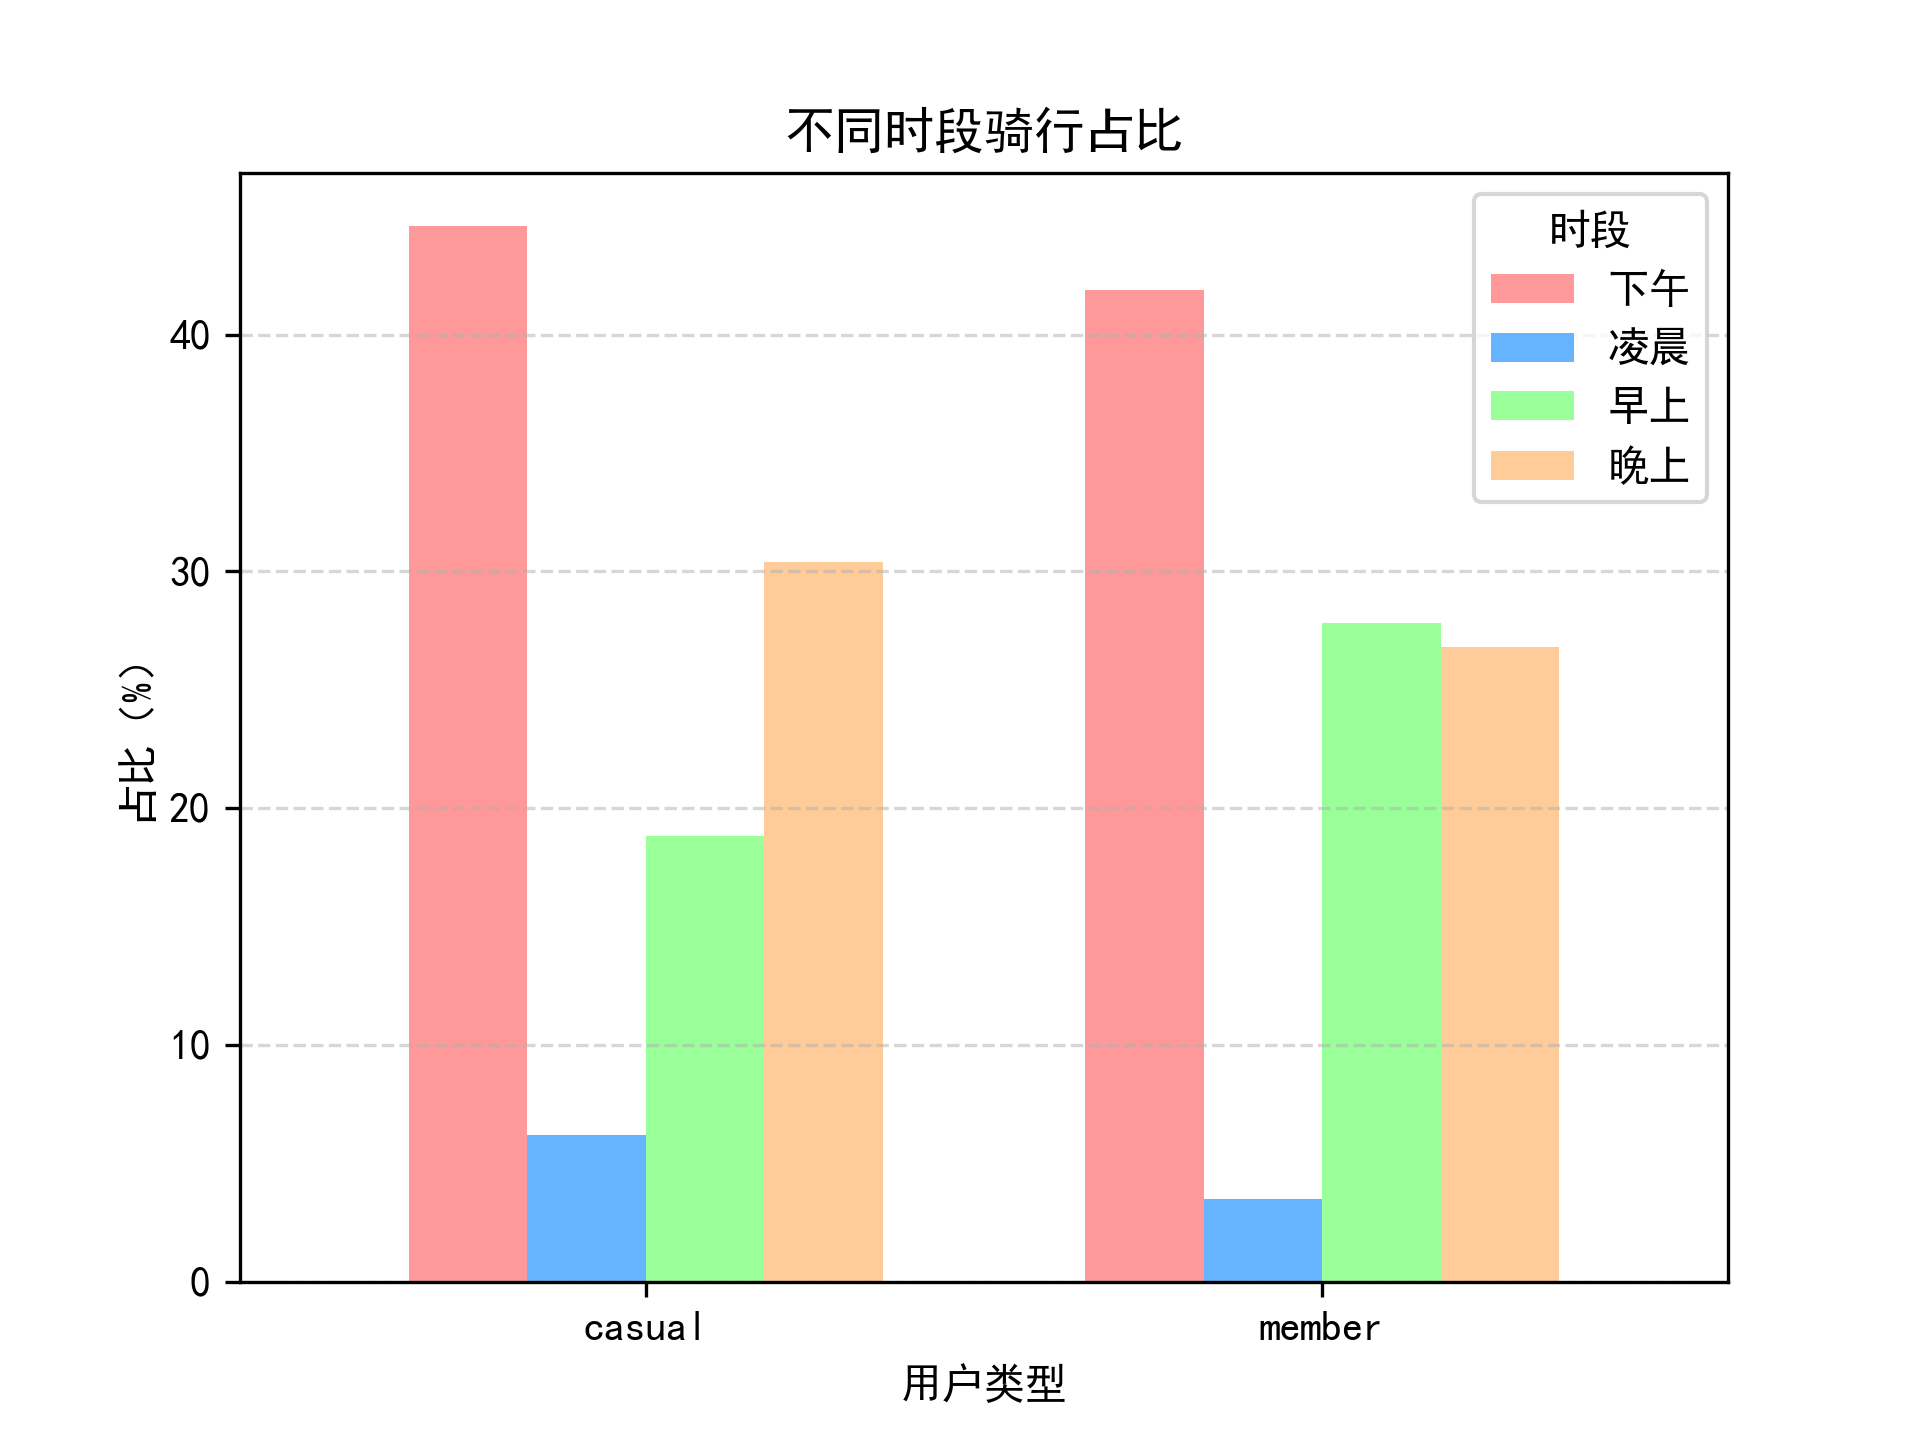 不同时段骑行占比
时段
下午
凌晨
早上
晚上
占比 (%)
40
30
20
10
0
casual
member
用户类型